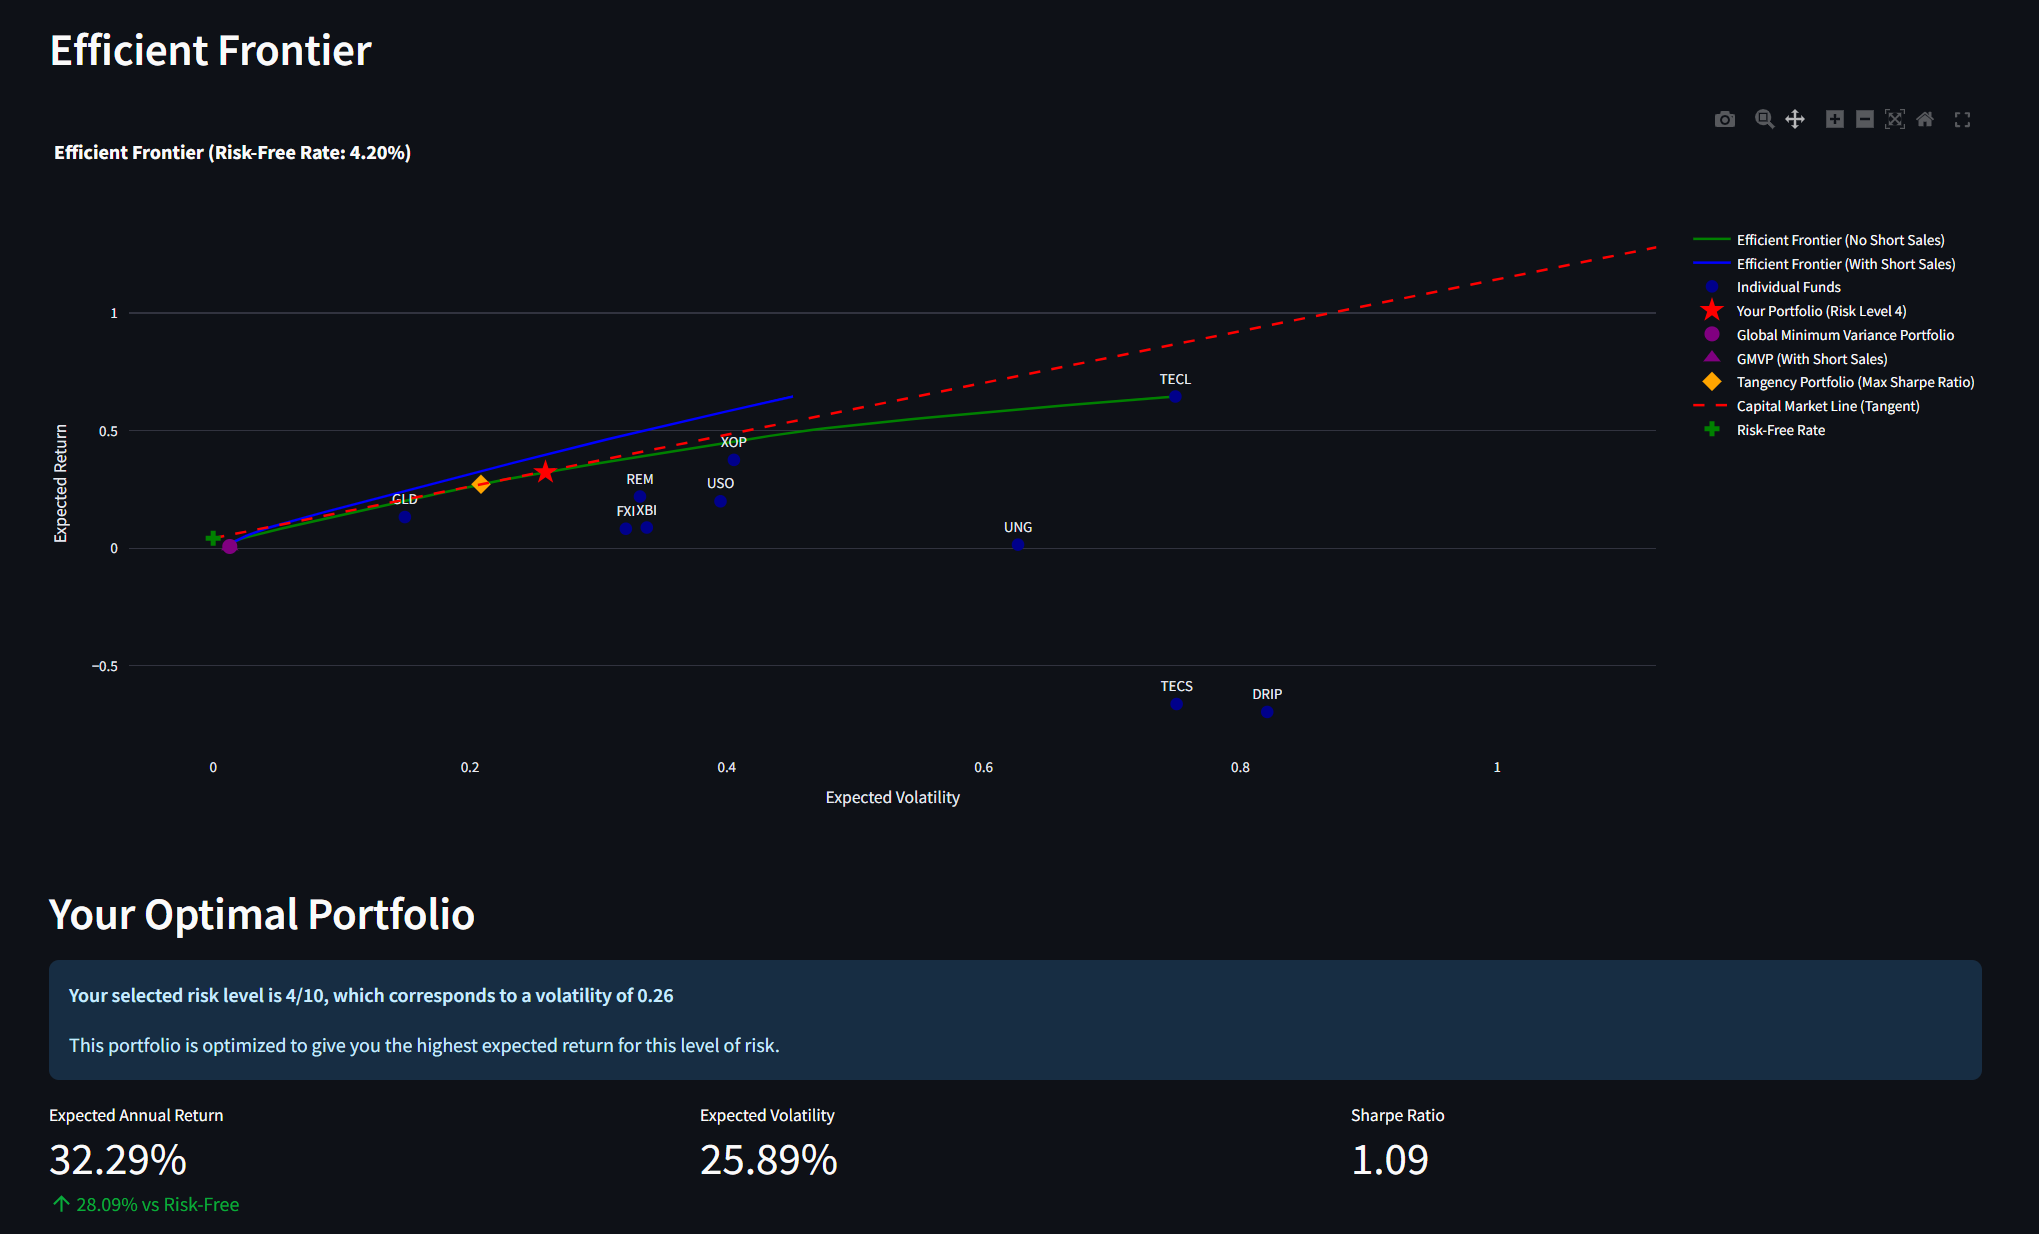 Efficient Frontier
Efficient Frontier (Risk-Free Rate: 4.20%)
Efficient Frontier (No Short Sales)
Efficient Frontier (With Short Sales)
Individual Funds
Your Portfolio (Risk Level 4)
Global Minimum Variance Portfolio
GMVP (With Short Sales)
Tangency Portfolio (Max Sharpe Ratio)
Capital Market Line (Tangent)
Risk-Free Rate
Expected Return
1
0.5
0
−0.5
TECL
XOP
REM
USO
GLD
FXI
XBI
UNG
TECS
DRIP
0
0.2
0.4
0.6
0.8
1
Expected Volatility
Your Optimal Portfolio
Your selected risk level is 4/10, which corresponds to a volatility of 0.26
This portfolio is optimized to give you the highest expected return for this level of risk.
Expected Annual Return
32.29%
↑ 28.09% vs Risk-Free
Expected Volatility
25.89%
Sharpe Ratio
1.09